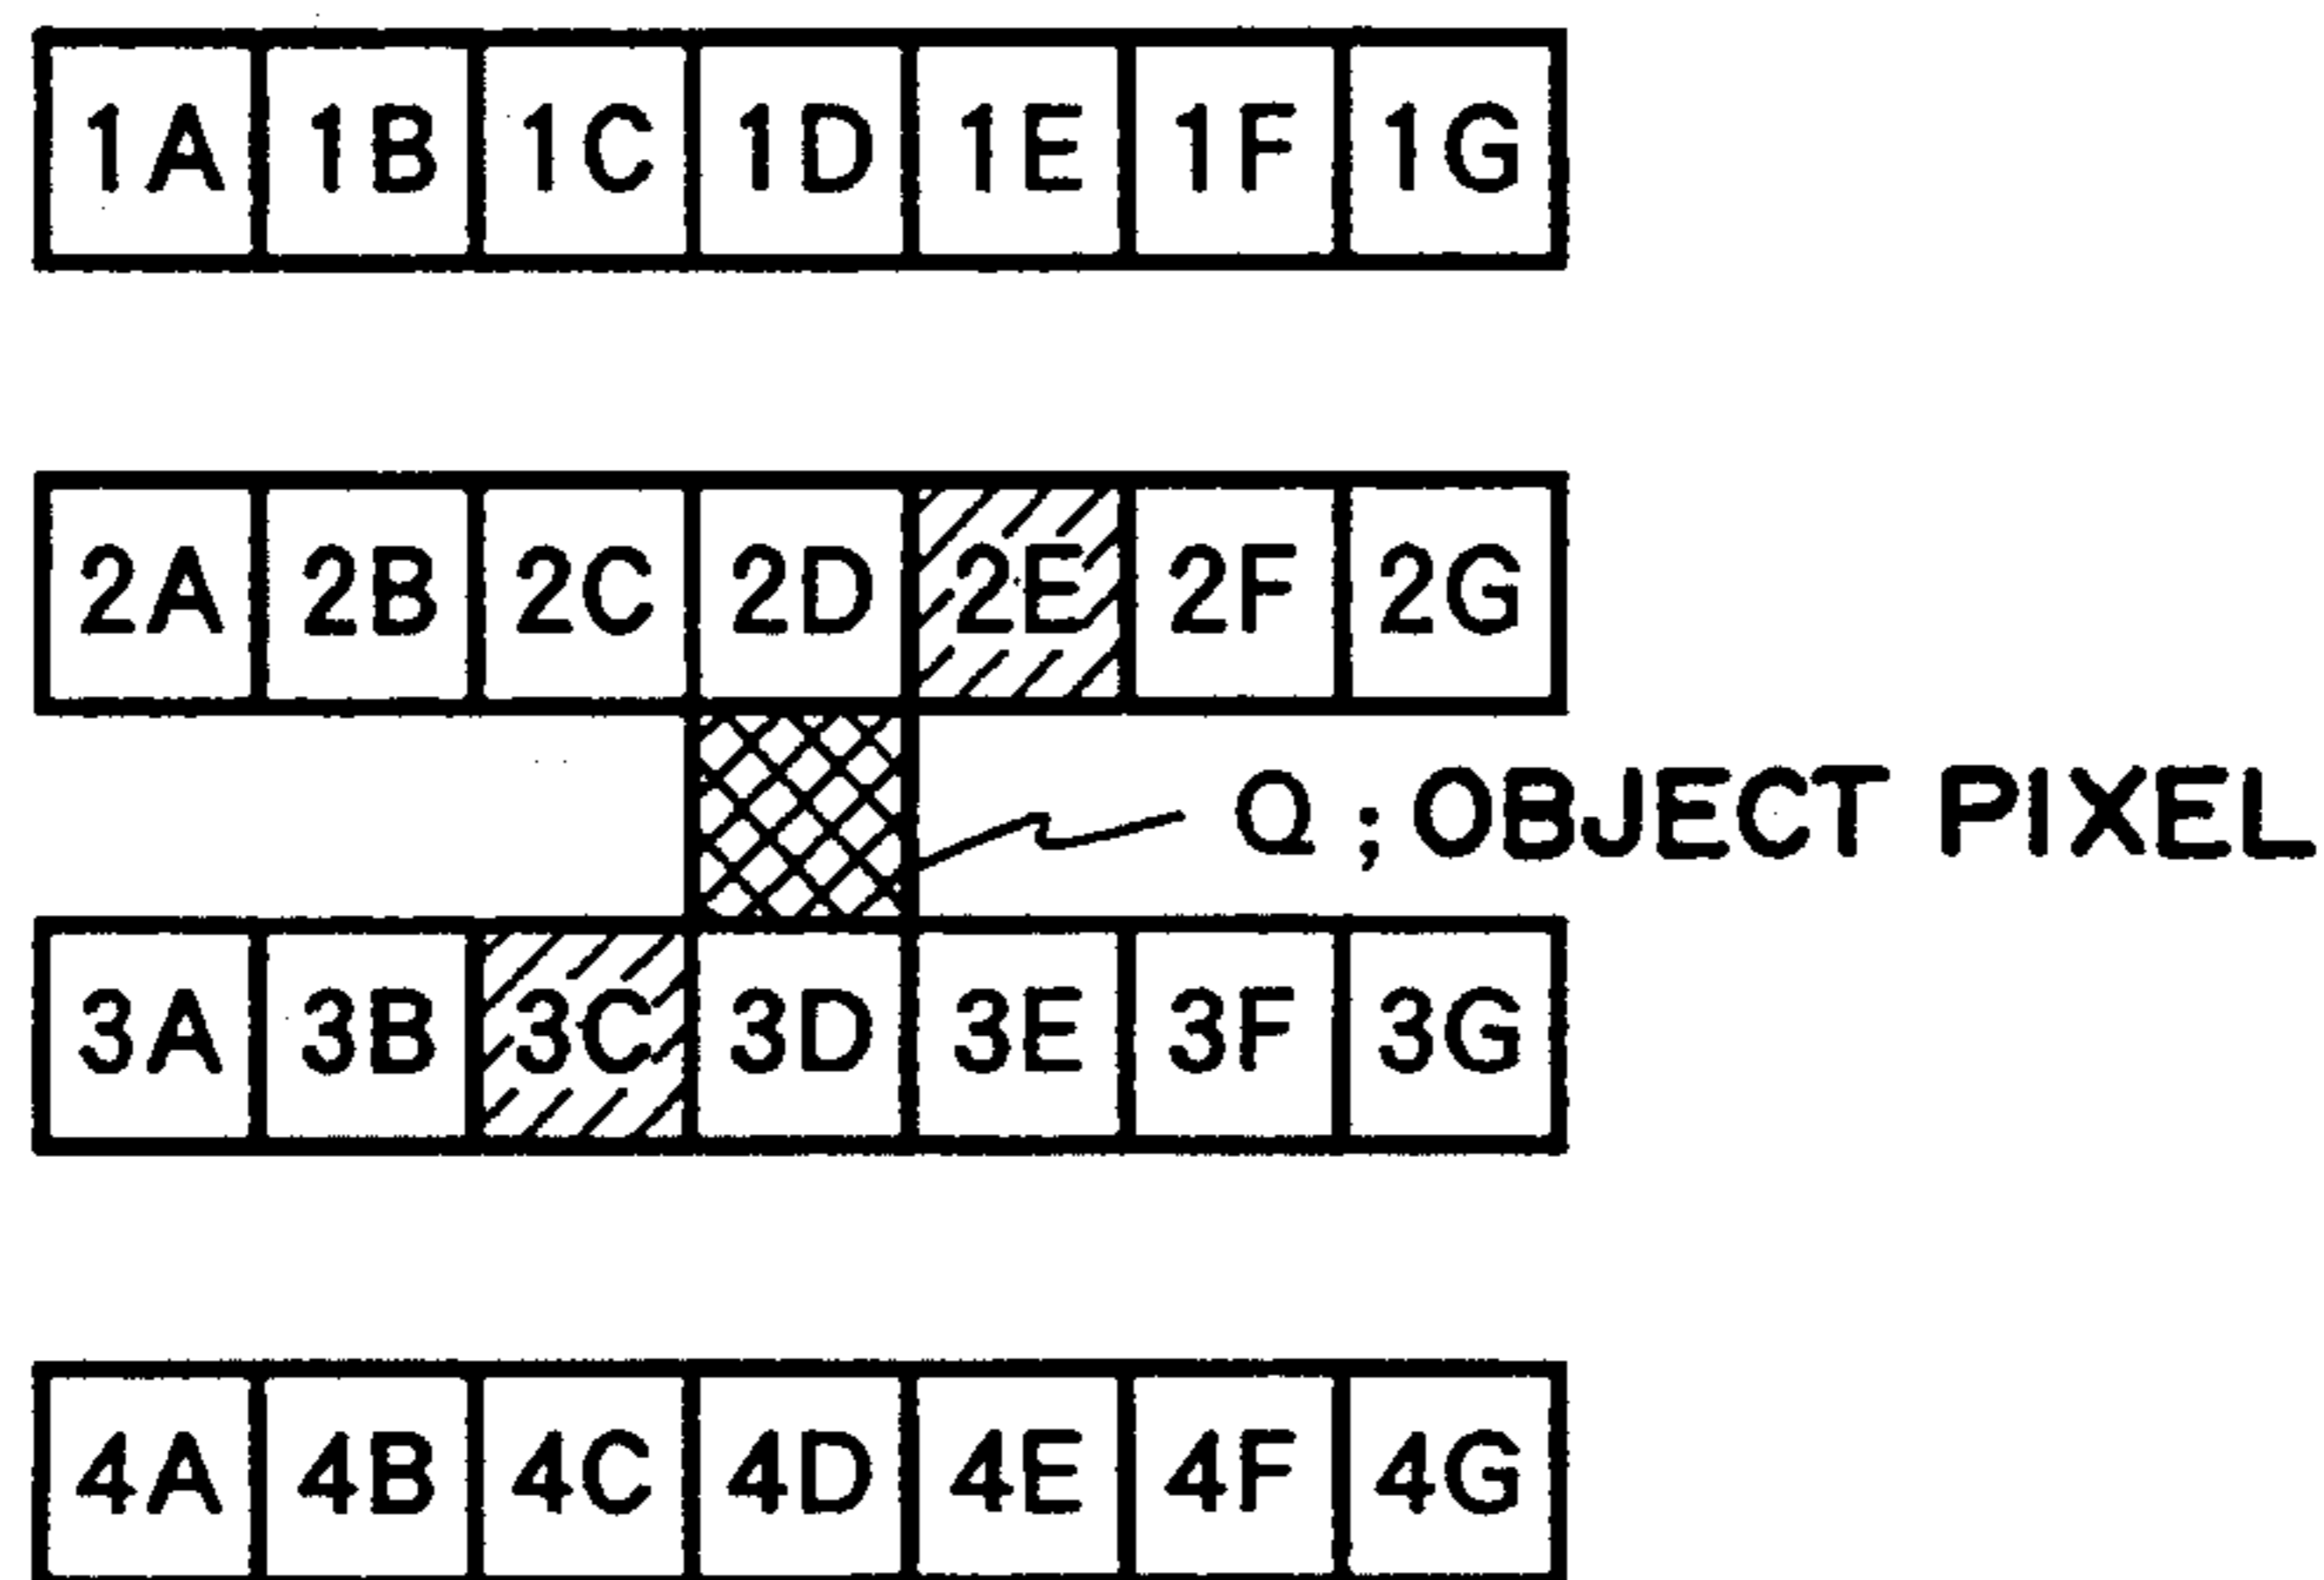 1A 1B 1C 1D 1E 1F 1G
2A 2B 2C 2D 2E 2F 2G
Q ; OBJECT PIXEL
3A 3B 3C 3D 3E 3F 3G
4A 4B 4C 4D 4E 4F 4G